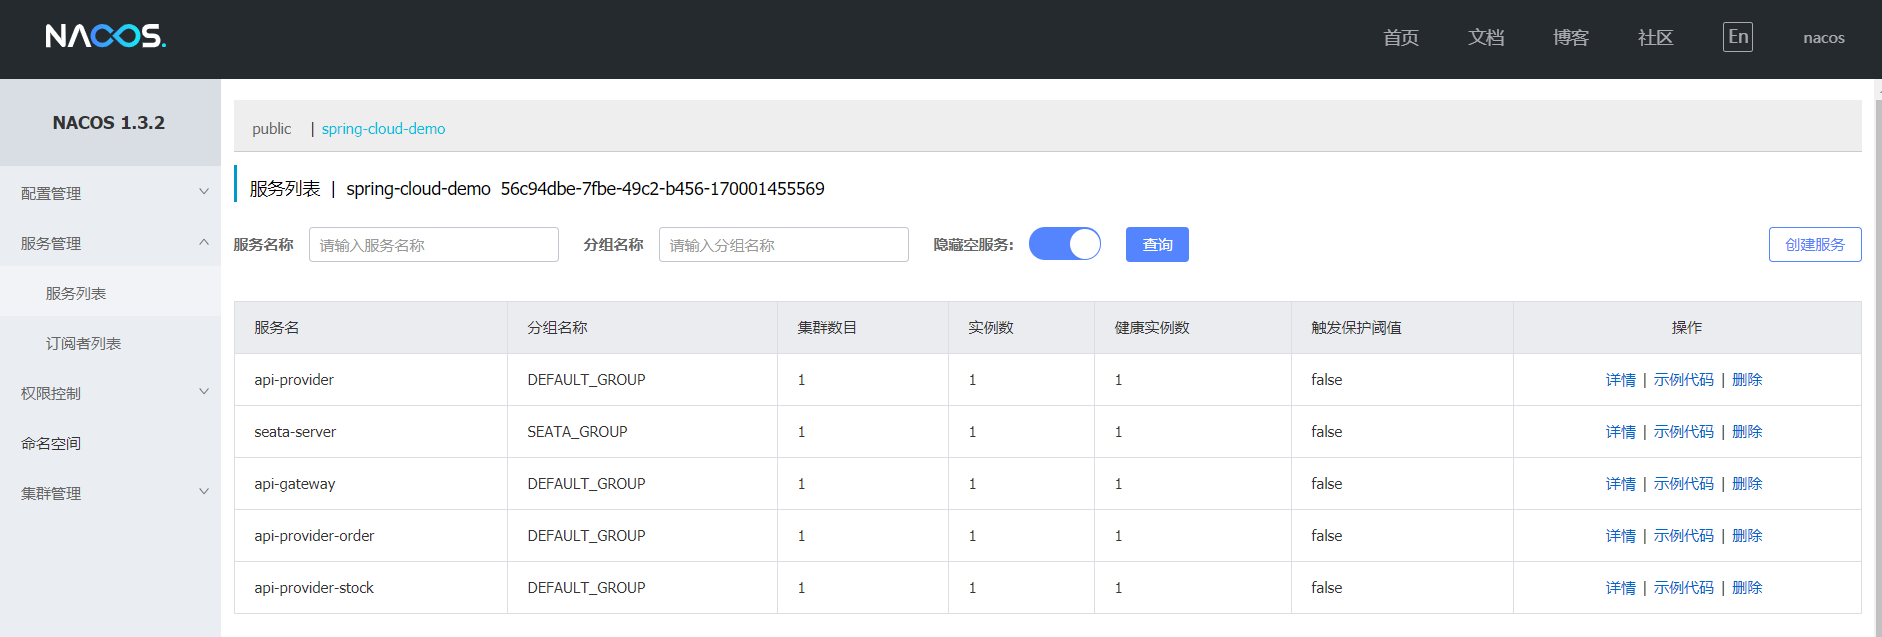 NACOS.
首页 文档 博客 社区 En nacos
NACOS 1.3.2
配置管理
服务管理
服务列表
订阅者列表
权限控制
命名空间
集群管理
public | spring-cloud-demo
服务列表 | spring-cloud-demo 56c94dbe-7fbe-49c2-b456-170001455569
服务名称 请输入服务名称 分组名称 请输入分组名称 隐藏空服务: 查询 创建服务
服务名 分组名称 集群数目 实例数 健康实例数 触发保护阈值 操作
api-provider DEFAULT_GROUP 1 1 1 false 详情 | 示例代码 | 删除
seata-server SEATA_GROUP 1 1 1 false 详情 | 示例代码 | 删除
api-gateway DEFAULT_GROUP 1 1 1 false 详情 | 示例代码 | 删除
api-provider-order DEFAULT_GROUP 1 1 1 false 详情 | 示例代码 | 删除
api-provider-stock DEFAULT_GROUP 1 1 1 false 详情 | 示例代码 | 删除